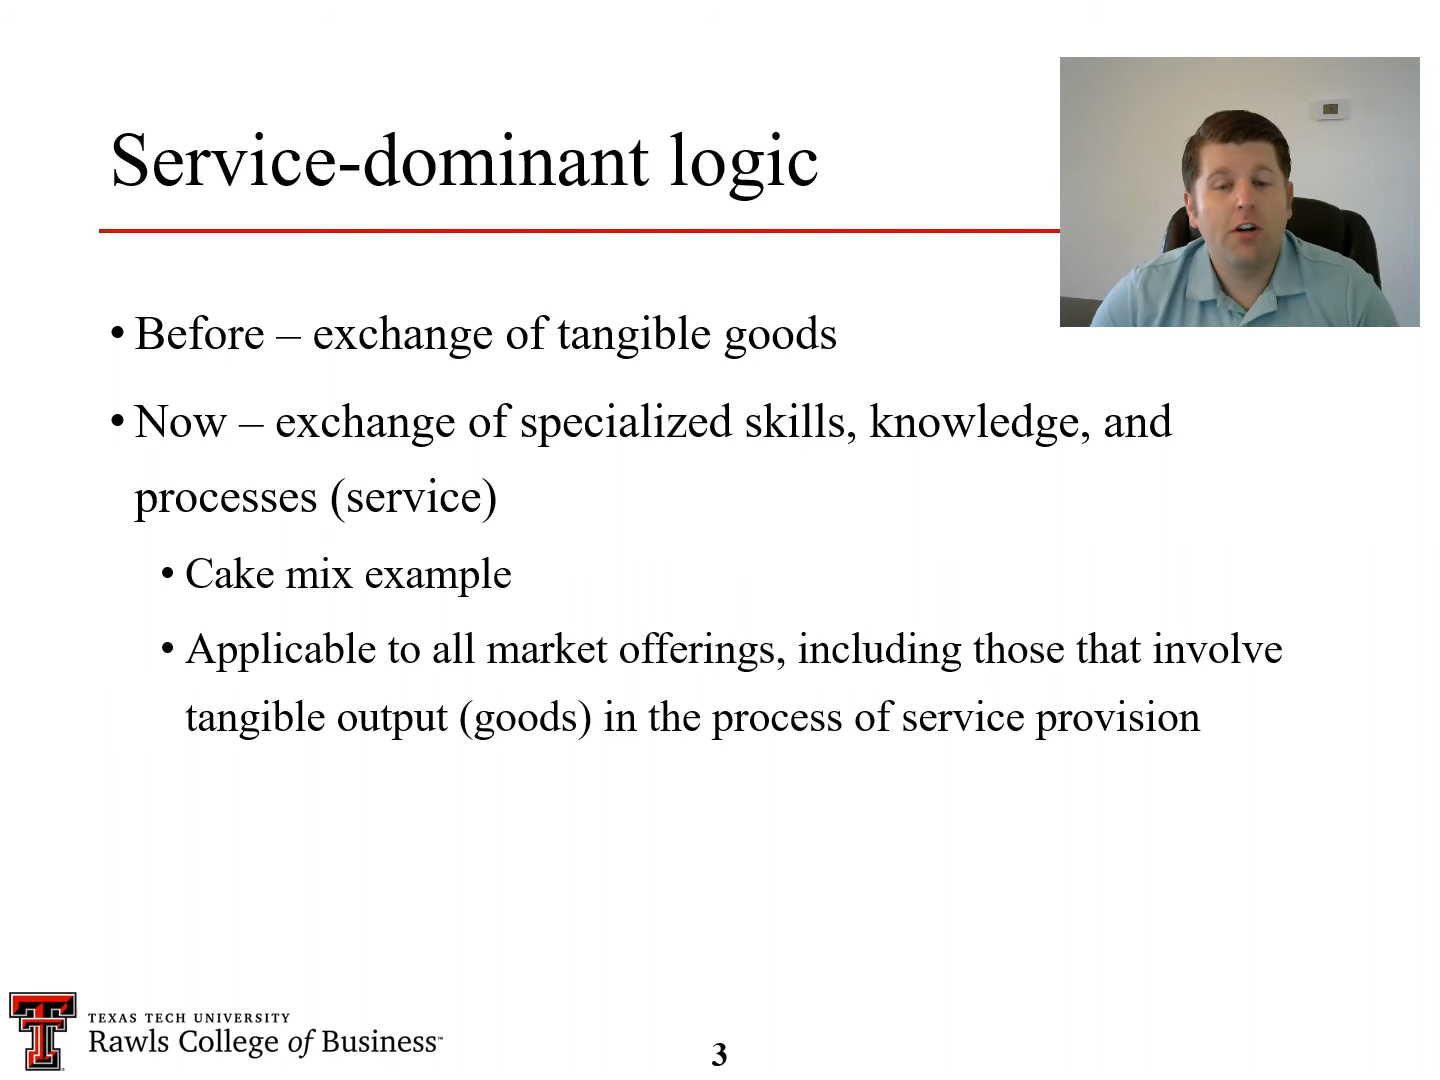 Service-dominant logic
• Before – exchange of tangible goods
• Now – exchange of specialized skills, knowledge, and
processes (service)
• Cake mix example
• Applicable to all market offerings, including those that involve
tangible output (goods) in the process of service provision
TEXAS TECH UNIVERSITY
Rawls College of Business™
3